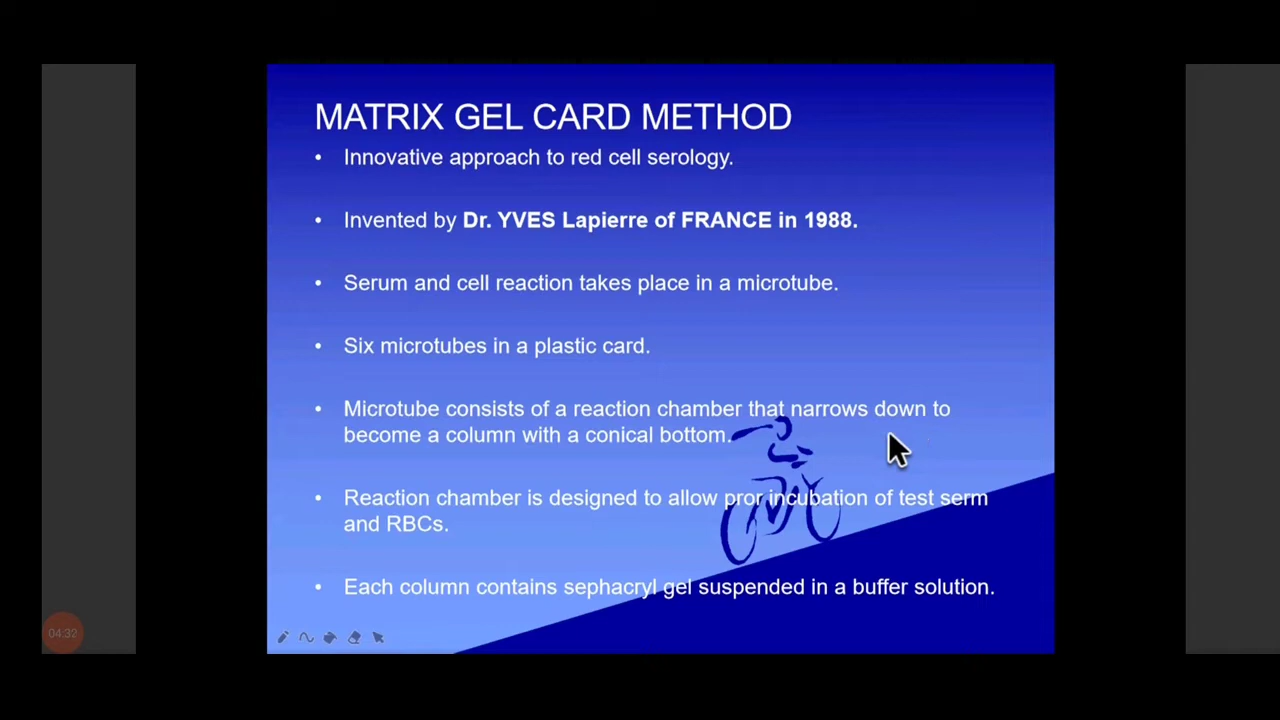 MATRIX GEL CARD METHOD
• Innovative approach to red cell serology.
• Invented by Dr. YVES Lapierre of FRANCE in 1988.
• Serum and cell reaction takes place in a microtube.
• Six microtubes in a plastic card.
• Microtube consists of a reaction chamber that narrows down to
become a column with a conical bottom.
• Reaction chamber is designed to allow pror incubation of test serm
and RBCs.
• Each column contains sephacryl gel suspended in a buffer solution.
04:32